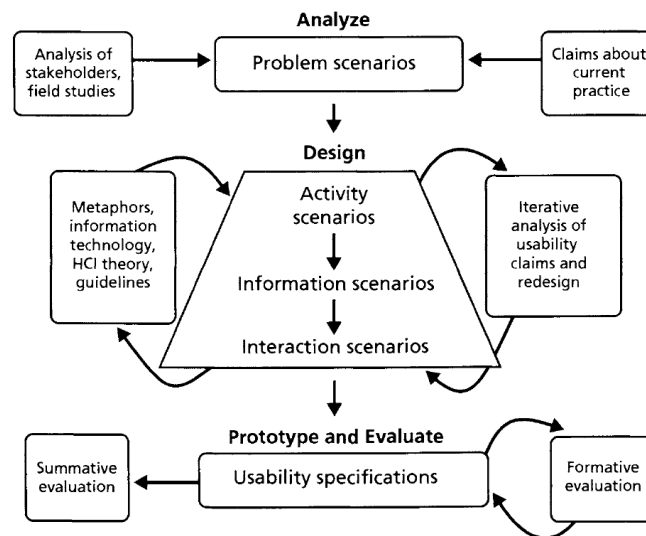 Analyze
Analysis of
stakeholders,
field studies
Problem scenarios
Claims about
current
practice
Design
Metaphors,
information
technology,
HCI theory,
guidelines
Activity
scenarios
Information scenarios
Interaction scenarios
Iterative
analysis of
usability
claims and
redesign
Prototype and Evaluate
Summative
evaluation
Usability specifications
Formative
evaluation